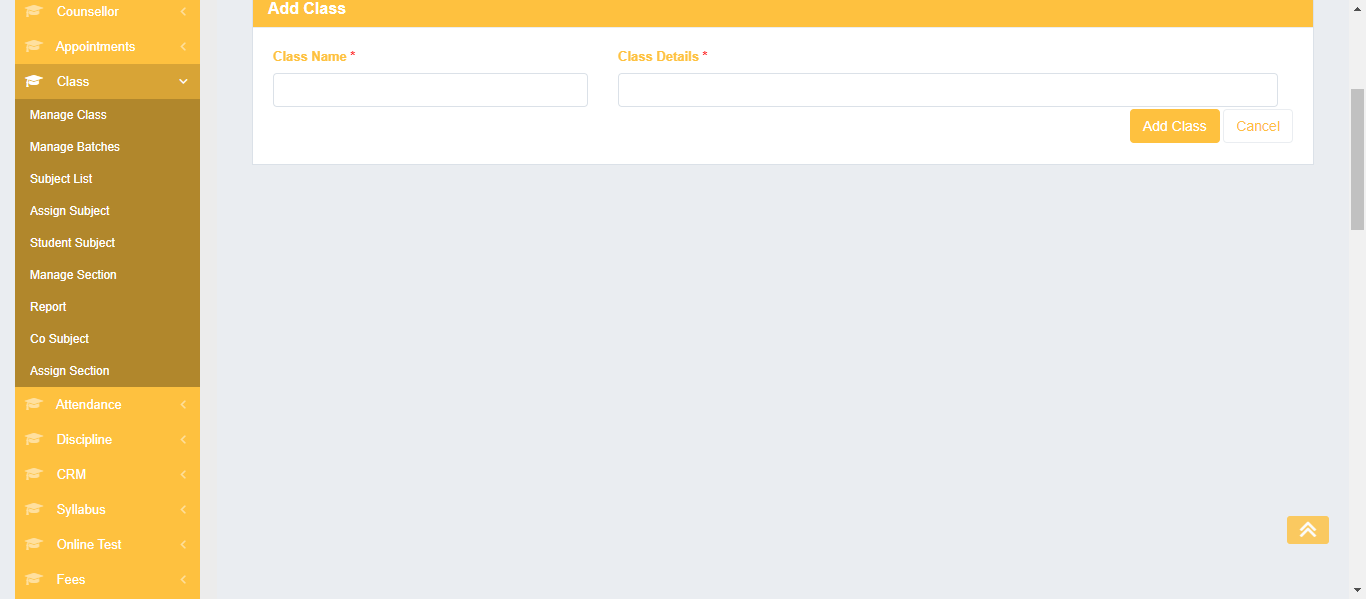 Counsellor
Appointments
Class
Manage Class
Manage Batches
Subject List
Assign Subject
Student Subject
Manage Section
Report
Co Subject
Assign Section
Attendance
Discipline
CRM
Syllabus
Online Test
Fees
Add Class
Class Name *
Class Details *
Add Class
Cancel